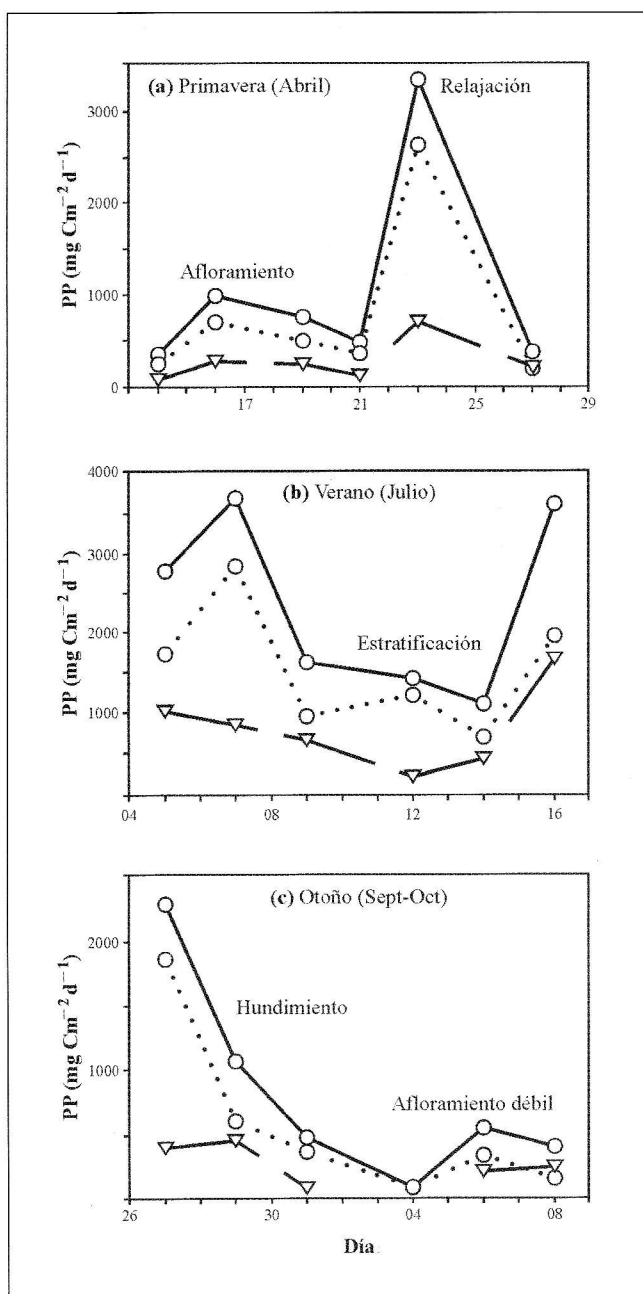 (a) Primavera (Abril)
Relajación
3000
2000
Afloramiento
1000
0
17
21
25
29
PP (mg Cm−2 d−1)
4000
(b) Verano (Julio)
3000
2000
Estratificación
1000
04
08
12
16
PP (mg Cm−2 d−1)
(c) Otoño (Sept-Oct)
2000
Hundimiento
1000
Afloramiento débil
26
30
04
08
PP (mg Cm−2 d−1)
Día